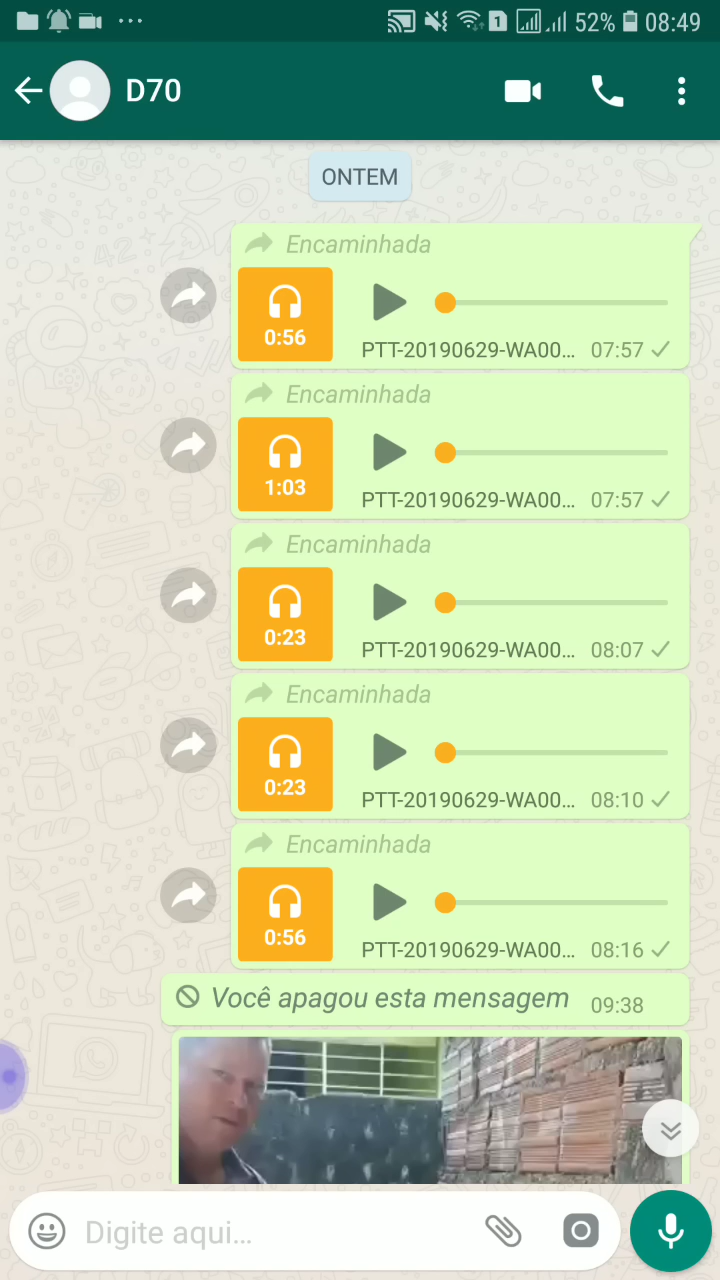 52% 08:49
D70
ONTEM
Encaminhada
0:56
PTT-20190629-WA00... 07:57
Encaminhada
1:03
PTT-20190629-WA00... 07:57
Encaminhada
0:23
PTT-20190629-WA00... 08:07
Encaminhada
0:23
PTT-20190629-WA00... 08:10
Encaminhada
0:56
PTT-20190629-WA00... 08:16
Você apagou esta mensagem 09:38
Digite aqui...